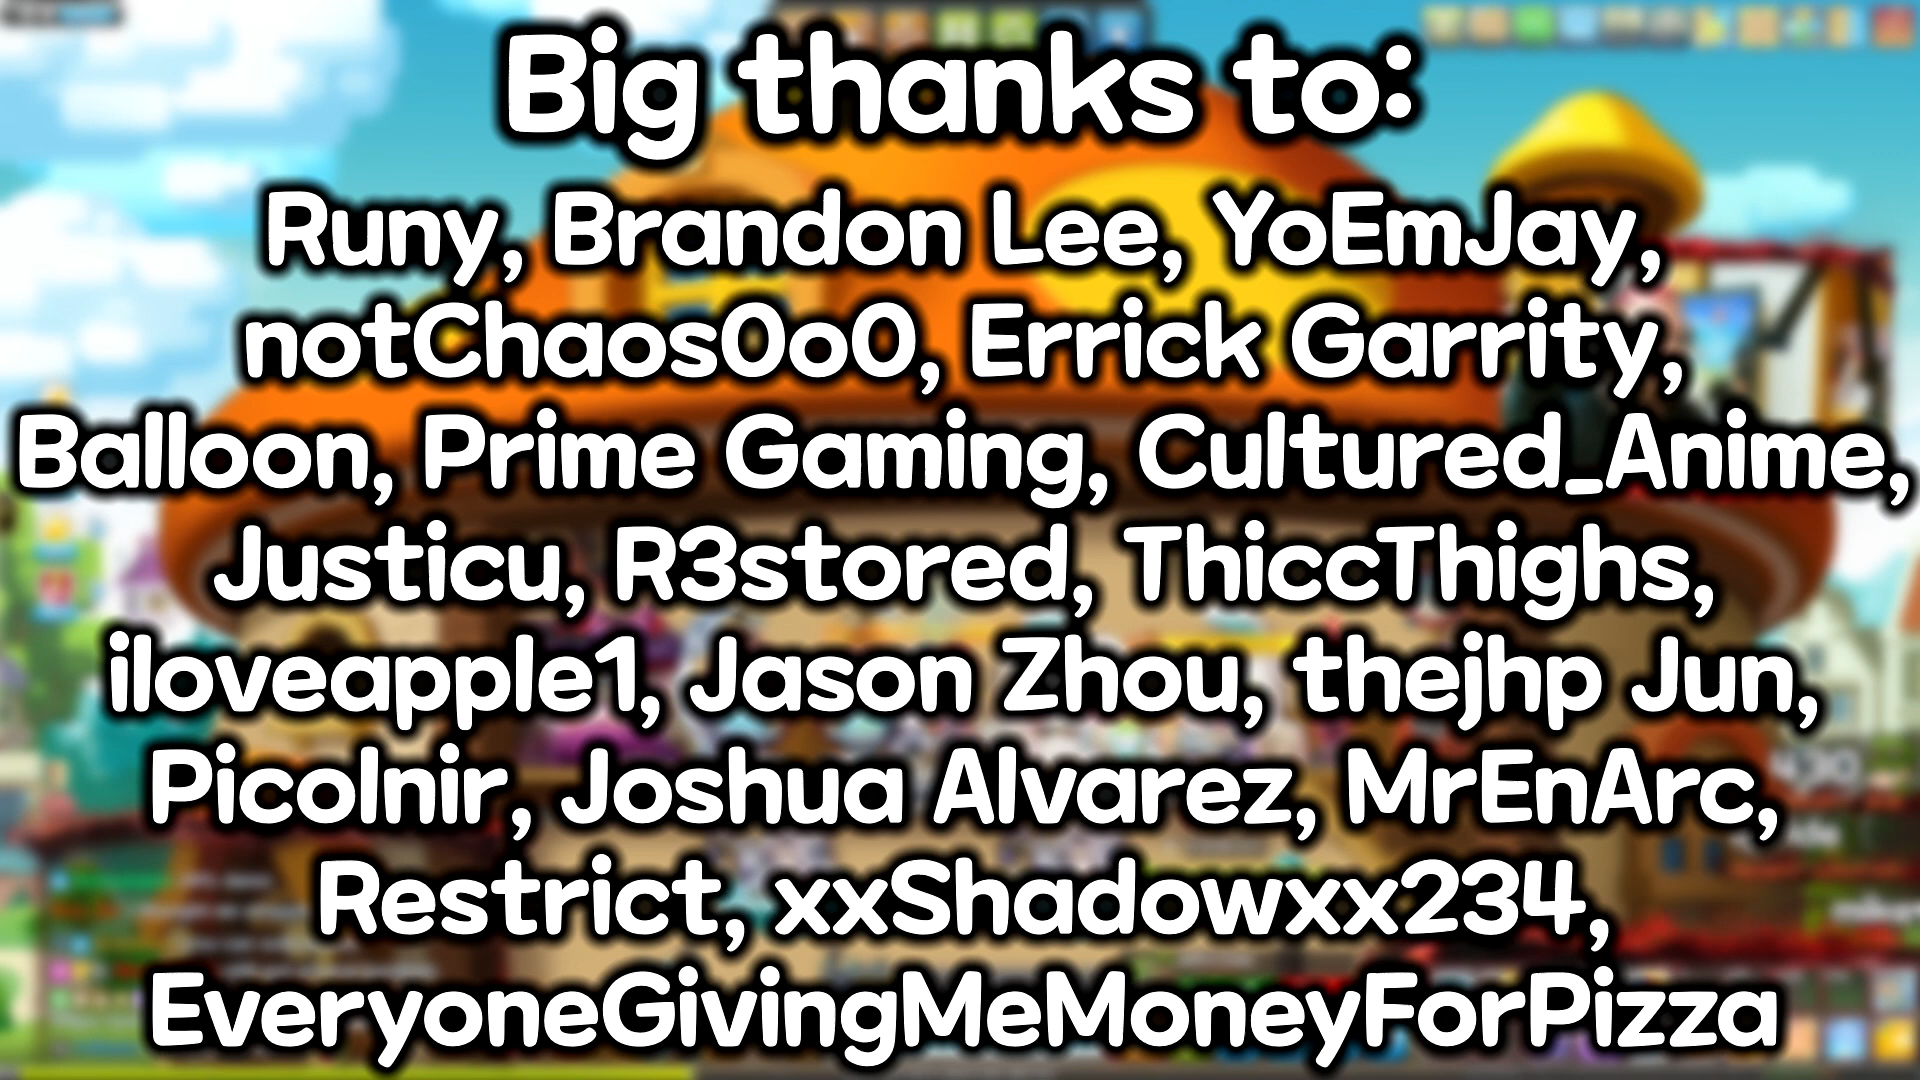 Big thanks to:
Runy, Brandon Lee, YoEmJay,
notChaos0o0, Errick Garrity,
Balloon, Prime Gaming, Cultured_Anime,
Justicu, R3stored, ThiccThighs,
iloveapple1, Jason Zhou, thejhp Jun,
Picolnir, Joshua Alvarez, MrEnArc,
Restrict, xxShadowxx234,
EveryoneGivingMeMoneyForPizza